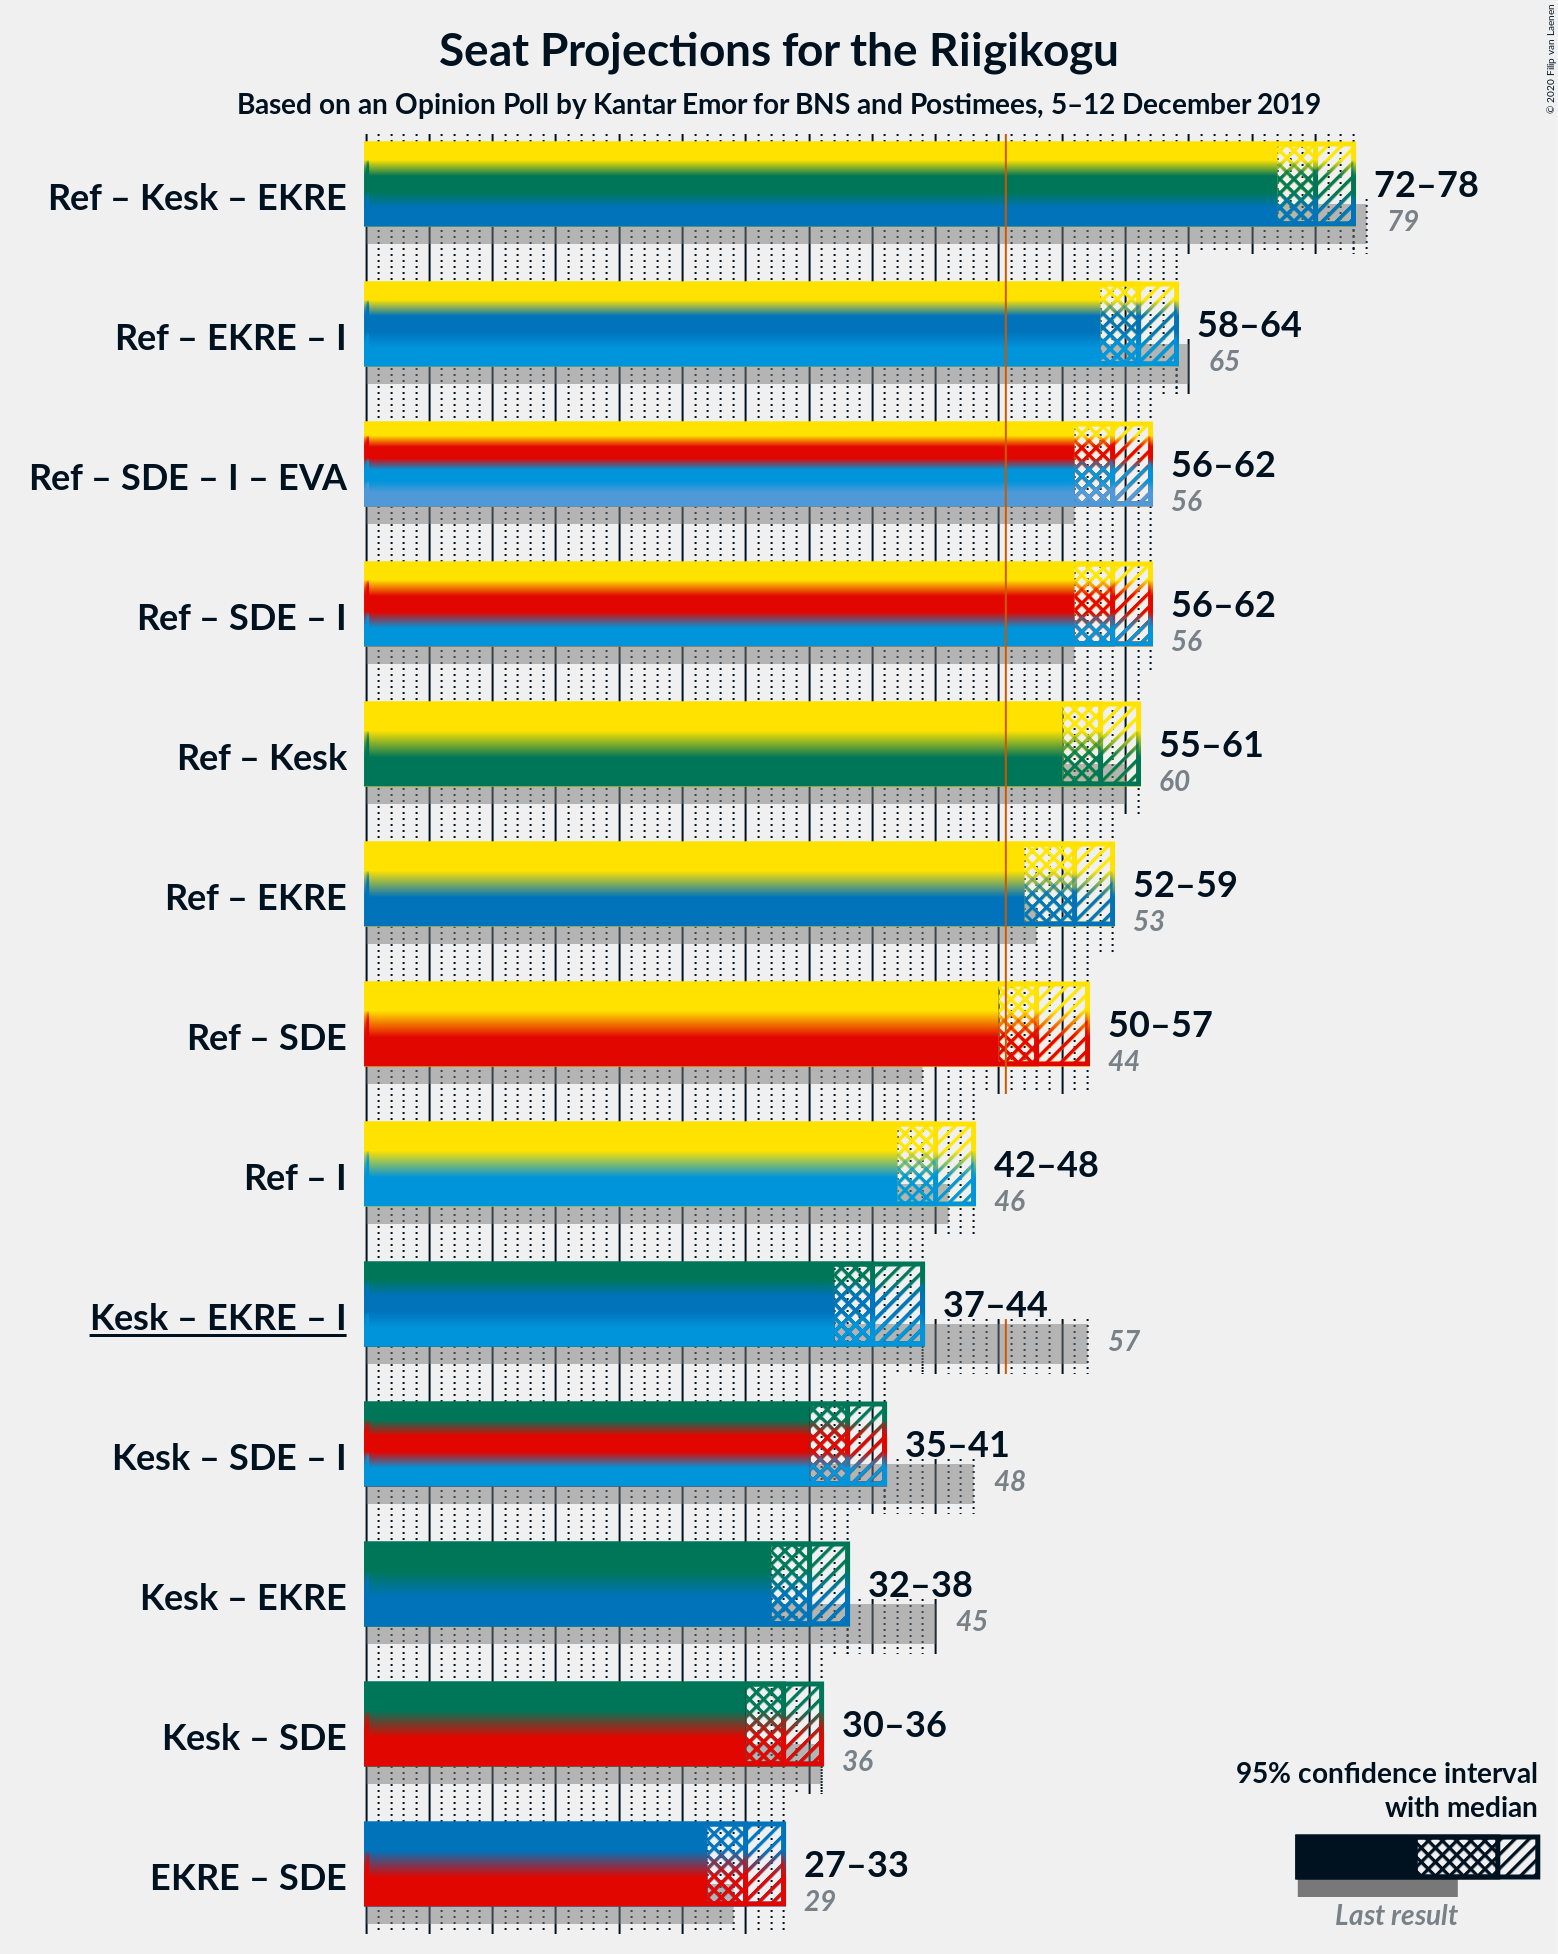 Seat Projections for the Riigikogu
Based on an Opinion Poll by Kantar Emor for BNS and Postimees, 5–12 December 2019
© 2020 Filip van Laenen
Ref – Kesk – EKRE
72–78
79
Ref – EKRE – I
58–64
65
Ref – SDE – I – EVA
56–62
56
Ref – SDE – I
56–62
56
Ref – Kesk
55–61
60
Ref – EKRE
52–59
53
Ref – SDE
50–57
44
Ref – I
42–48
46
Kesk – EKRE – I
37–44
57
Kesk – SDE – I
35–41
48
Kesk – EKRE
32–38
45
Kesk – SDE
30–36
36
EKRE – SDE
27–33
29
95% confidence interval
with median
Last result